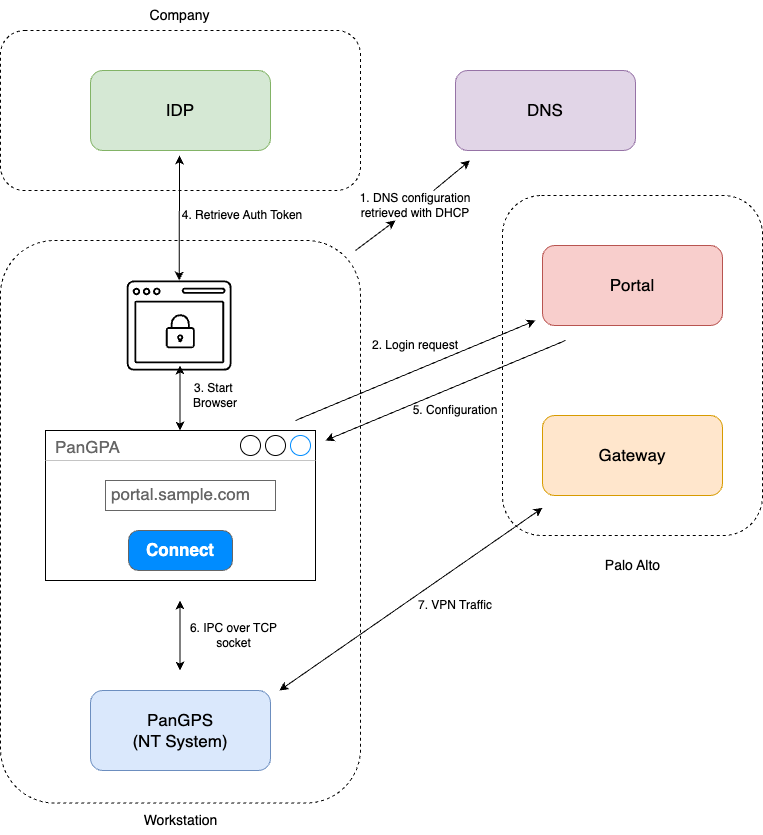 Company
IDP
DNS
1. DNS configuration
retrieved with DHCP
4. Retrieve Auth Token
Portal
2. Login request
3. Start
Browser
5. Configuration
PanGPA
Gateway
portal.sample.com
Connect
Palo Alto
7. VPN Traffic
6. IPC over TCP
socket
PanGPS
(NT System)
Workstation